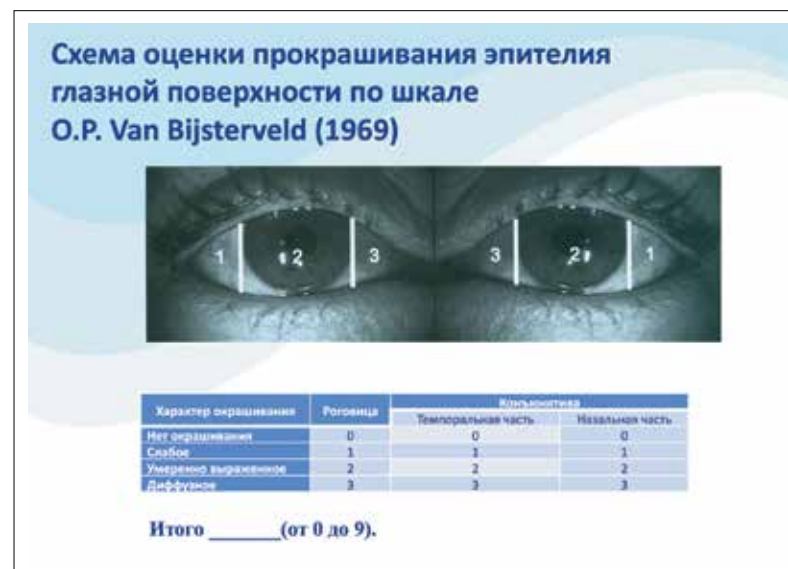 Схема оценки прокрашивания эпителия
глазной поверхности по шкале
O.P. Van Bijsterveld (1969)
1 2 3 3 2 1
Характер окрашивания Роговица Конъюнктива
Темпоральная часть Назальная часть
Нет окрашивания 0 0 0
Слабое 1 1 1
Умеренно выраженное 2 2 2
Диффузное 3 3 3
Итого ______(от 0 до 9).